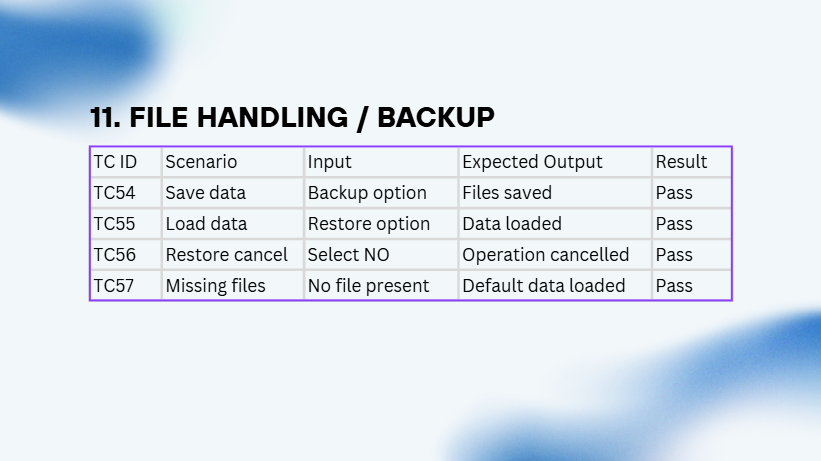 11. FILE HANDLING / BACKUP
TC ID Scenario Input Expected Output Result
TC54 Save data Backup option Files saved Pass
TC55 Load data Restore option Data loaded Pass
TC56 Restore cancel Select NO Operation cancelled Pass
TC57 Missing files No file present Default data loaded Pass